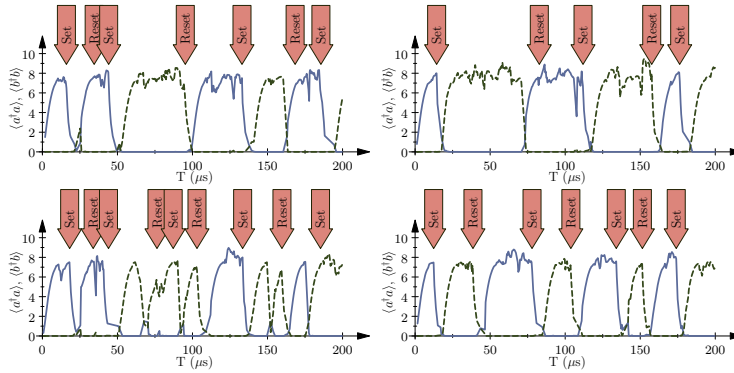 Set Reset Set Reset Set Reset Set
⟨a†a⟩, ⟨b†b⟩
10
8
6
4
2
0
0 50 100 150 200
T (μs)
Set Reset Set Reset Set
⟨a†a⟩, ⟨b†b⟩
10
8
6
4
2
0
0 50 100 150 200
T (μs)
Set Reset Set Reset Set Reset Set Reset Set
⟨a†a⟩, ⟨b†b⟩
10
8
6
4
2
0
0 50 100 150 200
T (μs)
Set Reset Set Reset Set Reset Set
⟨a†a⟩, ⟨b†b⟩
10
8
6
4
2
0
0 50 100 150 200
T (μs)